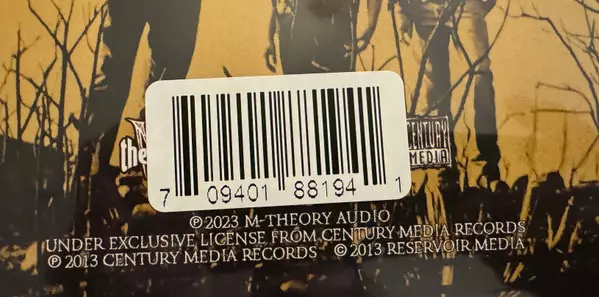 the
CENTURY
MEDIA
7 09401 88194 1
℗ 2023 M-THEORY AUDIO
UNDER EXCLUSIVE LICENSE FROM CENTURY MEDIA RECORDS
℗ 2013 CENTURY MEDIA RECORDS © 2013 RESERVOIR MEDIA